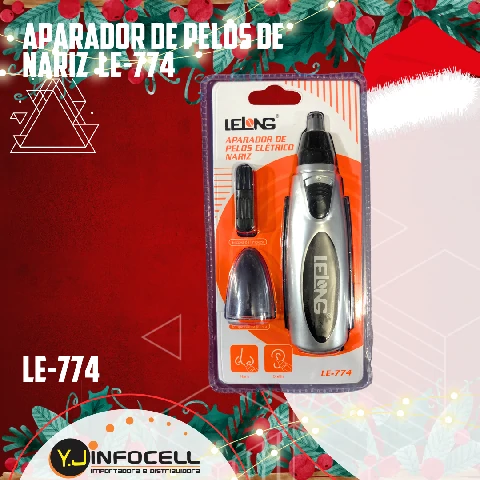 APARADOR DE PELOS DE
NARIZ LE-774
LELONG®
APARADOR DE
PELOS ELÉTRICO
NARIZ
LELONG
LE-774
LE-774
Y.J INFOCELL
importadora e distribuidora